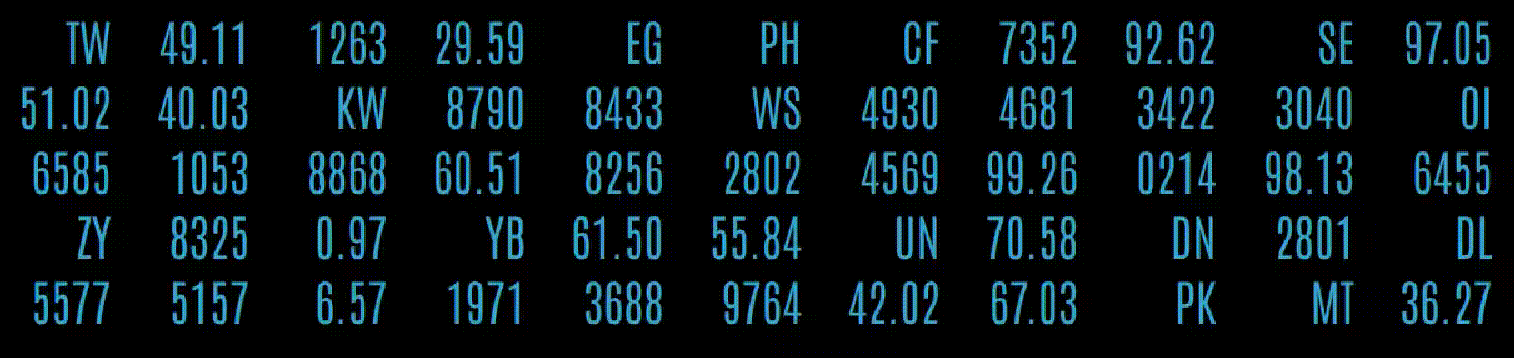 TW 49.11 1263 29.59 EG PH CF 7352 92.62 SE 97.05
51.02 40.03 KW 8790 8433 WS 4930 4681 3422 3040 OI
6585 1053 8868 60.51 8256 2802 4569 99.26 0214 98.13 6455
ZY 8325 0.97 YB 61.50 55.84 UN 70.58 DN 2801 DL
5577 5157 6.57 1971 3688 9764 42.02 67.03 PK MT 36.27